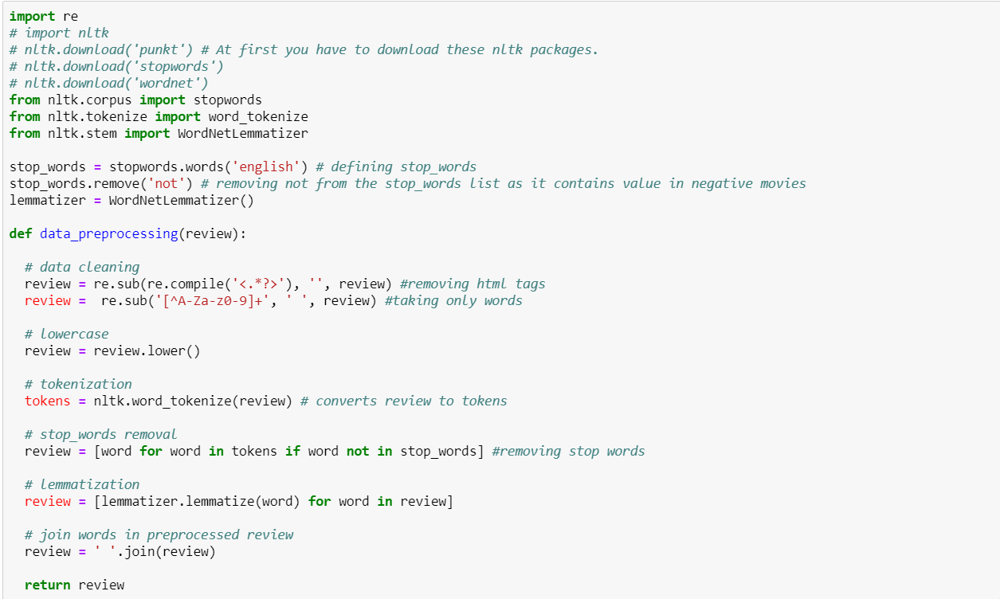 import re
# import nltk
# nltk.download('punkt') # At first you have to download these nltk packages.
# nltk.download('stopwords')
# nltk.download('wordnet')
from nltk.corpus import stopwords
from nltk.tokenize import word_tokenize
from nltk.stem import WordNetLemmatizer
stop_words = stopwords.words('english') # defining stop_words
stop_words.remove('not') # removing not from the stop_words list as it contains value in negative movies
lemmatizer = WordNetLemmatizer()
def data_preprocessing(review):
# data cleaning
review = re.sub(re.compile('<.*?>'), '', review) #removing html tags
review =  re.sub('[^A-Za-z0-9]+', ' ', review) #taking only words
# lowercase
review = review.lower()
# tokenization
tokens = nltk.word_tokenize(review) # converts review to tokens
# stop_words removal
review = [word for word in tokens if word not in stop_words] #removing stop words
# lemmatization
review = [lemmatizer.lemmatize(word) for word in review]
# join words in preprocessed review
review = ' '.join(review)
return review